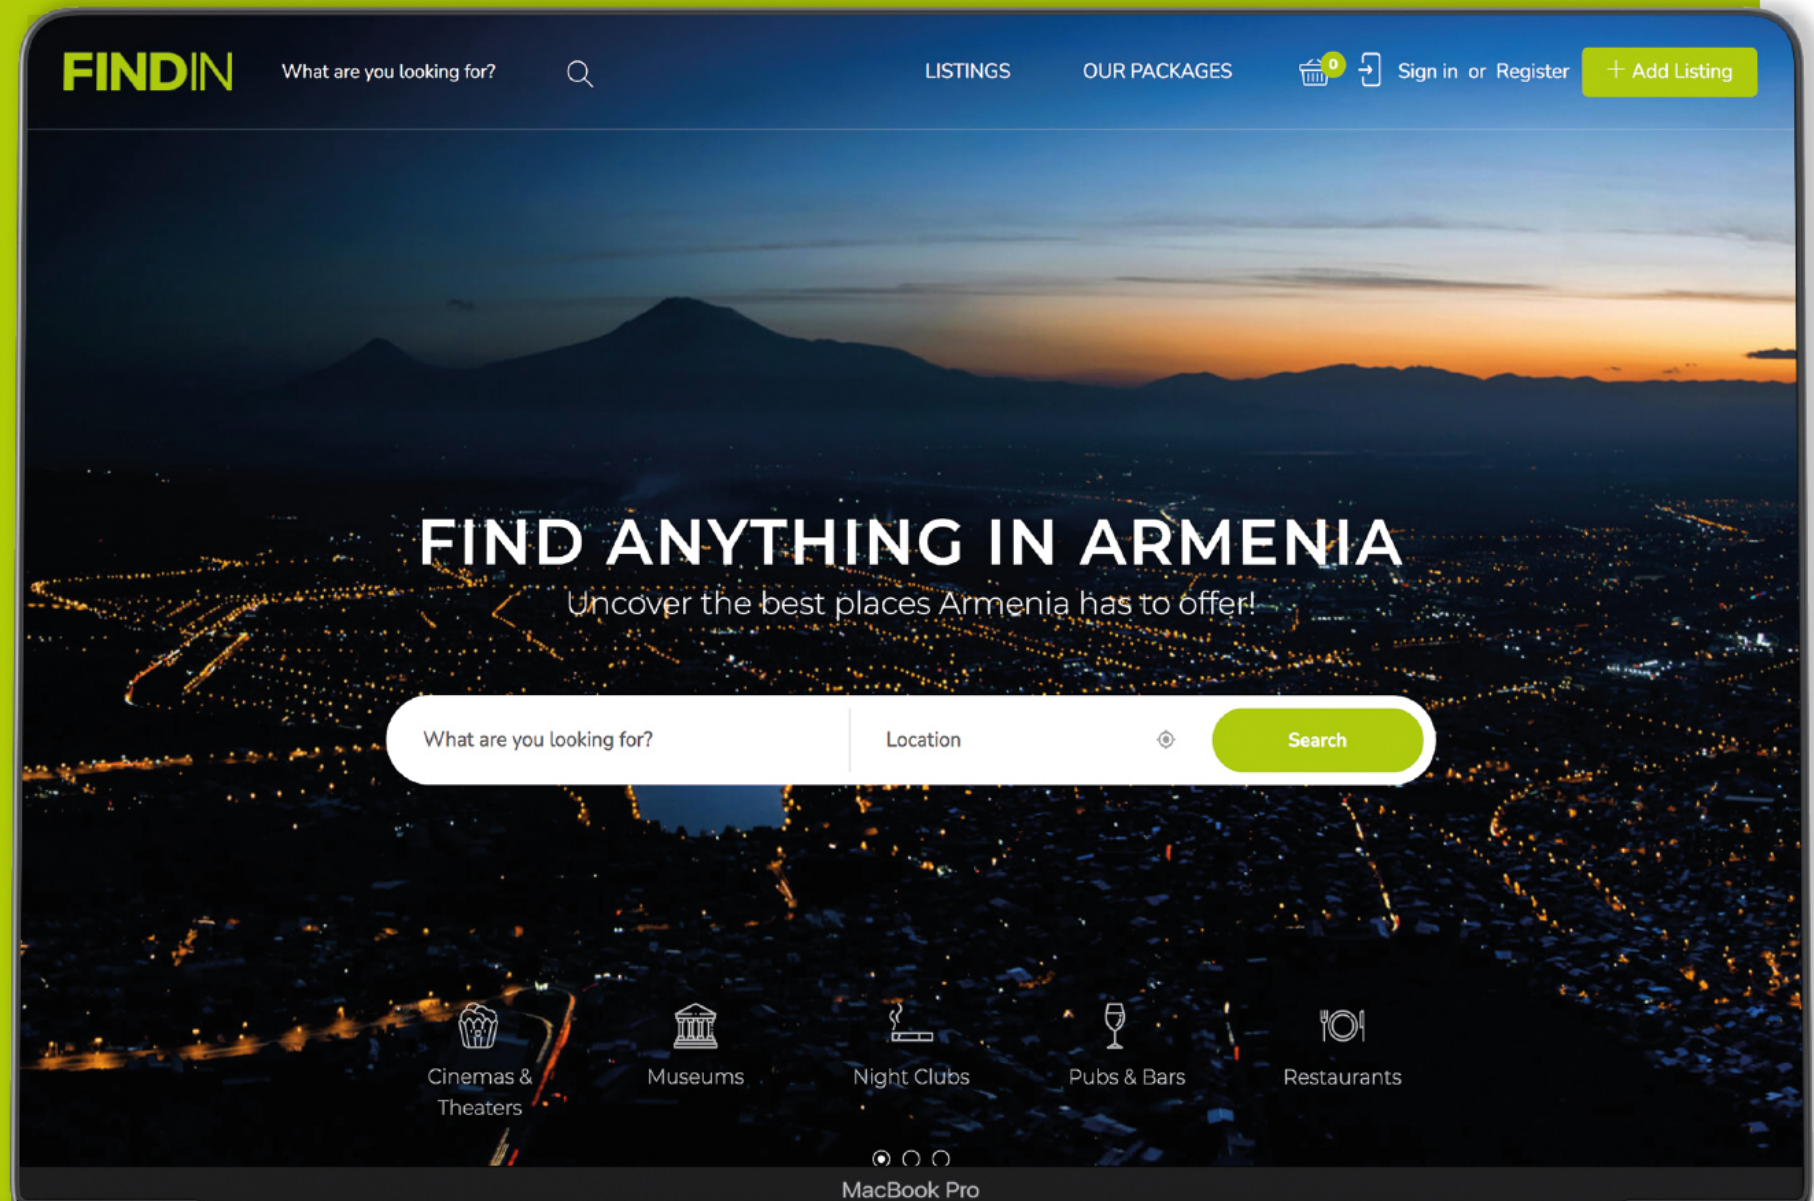 FINDIN What are you looking for? LISTINGS OUR PACKAGES 0 Sign in or Register + Add Listing
FIND ANYTHING IN ARMENIA
Uncover the best places Armenia has to offer!
What are you looking for? Location Search
Cinemas & Theaters
Museums
Night Clubs
Pubs & Bars
Restaurants
MacBook Pro